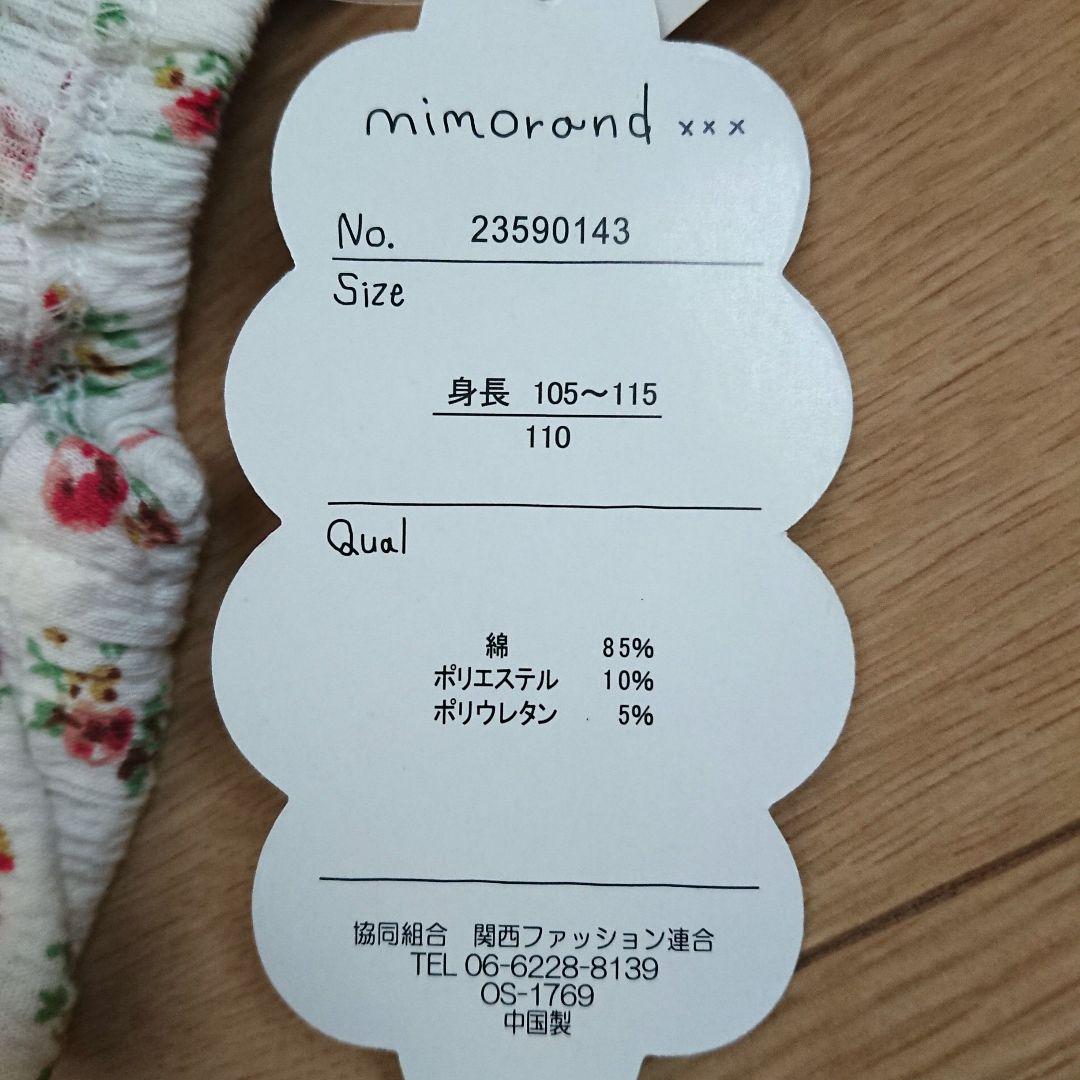 mimorand xxx
No. 23590143
Size
身長 105〜115
110
Qual
綿 85%
ポリエステル 10%
ポリウレタン 5%
協同組合 関西ファッション連合
TEL 06-6228-8139
OS-1769
中国製